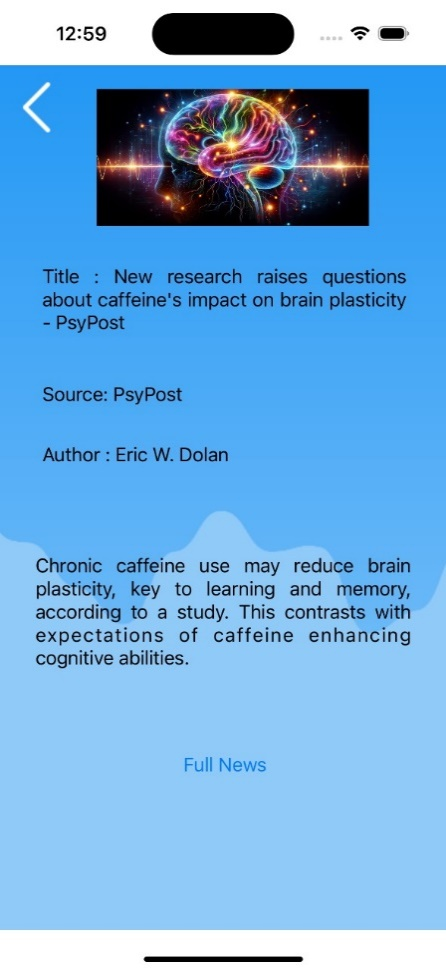 12:59
Title : New research raises questions
about caffeine's impact on brain plasticity
- PsyPost
Source: PsyPost
Author : Eric W. Dolan
Chronic caffeine use may reduce brain
plasticity, key to learning and memory,
according to a study. This contrasts with
expectations of caffeine enhancing
cognitive abilities.
Full News